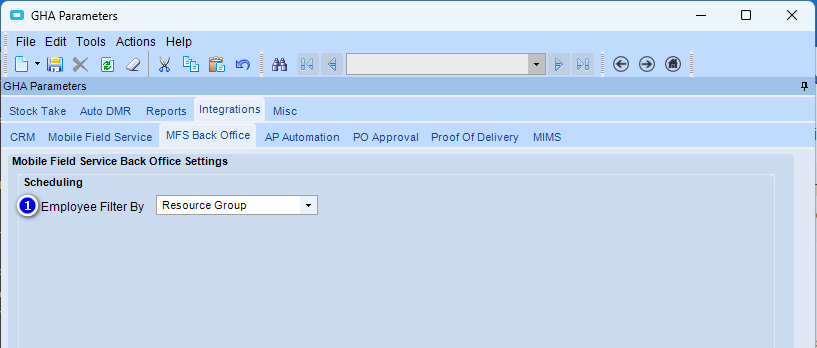 GHA Parameters
File Edit Tools Actions Help
GHA Parameters
Stock Take Auto DMR Reports Integrations Misc
CRM Mobile Field Service MFS Back Office AP Automation PO Approval Proof Of Delivery MIMS
Mobile Field Service Back Office Settings
Scheduling
1 Employee Filter By Resource Group